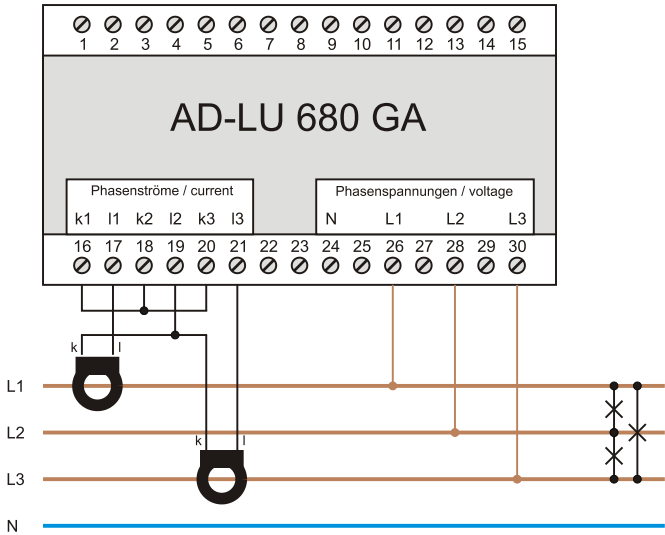 1 2 3 4 5 6 7 8 9 10 11 12 13 14 15
AD-LU 680 GA
Phasenströme / current
Phasenspannungen / voltage
k1 l1 k2 l2 k3 l3
N L1 L2 L3
16 17 18 19 20 21 22 23 24 25 26 27 28 29 30
k l
L1
L2
k l
L3
N